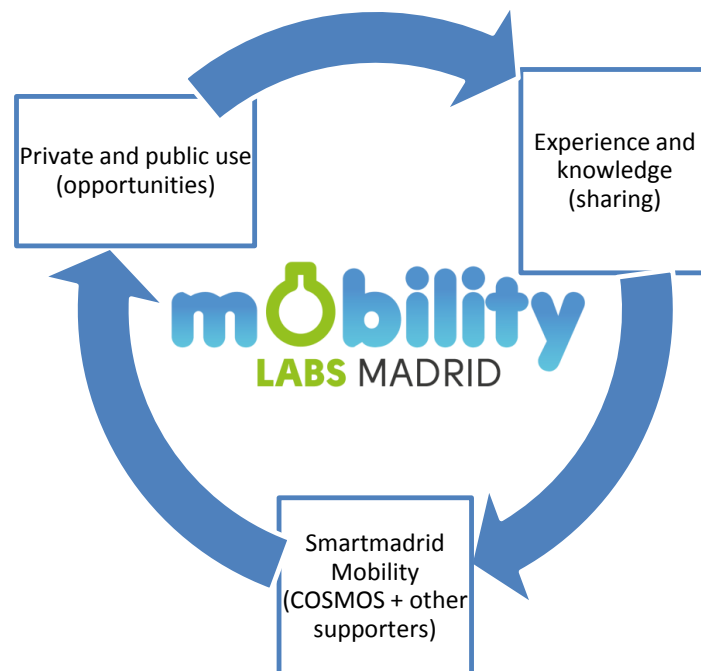 Private and public use
(opportunities)
Experience and
knowledge
(sharing)
mobility
LABS MADRID
Smartmadrid
Mobility
(COSMOS + other
supporters)